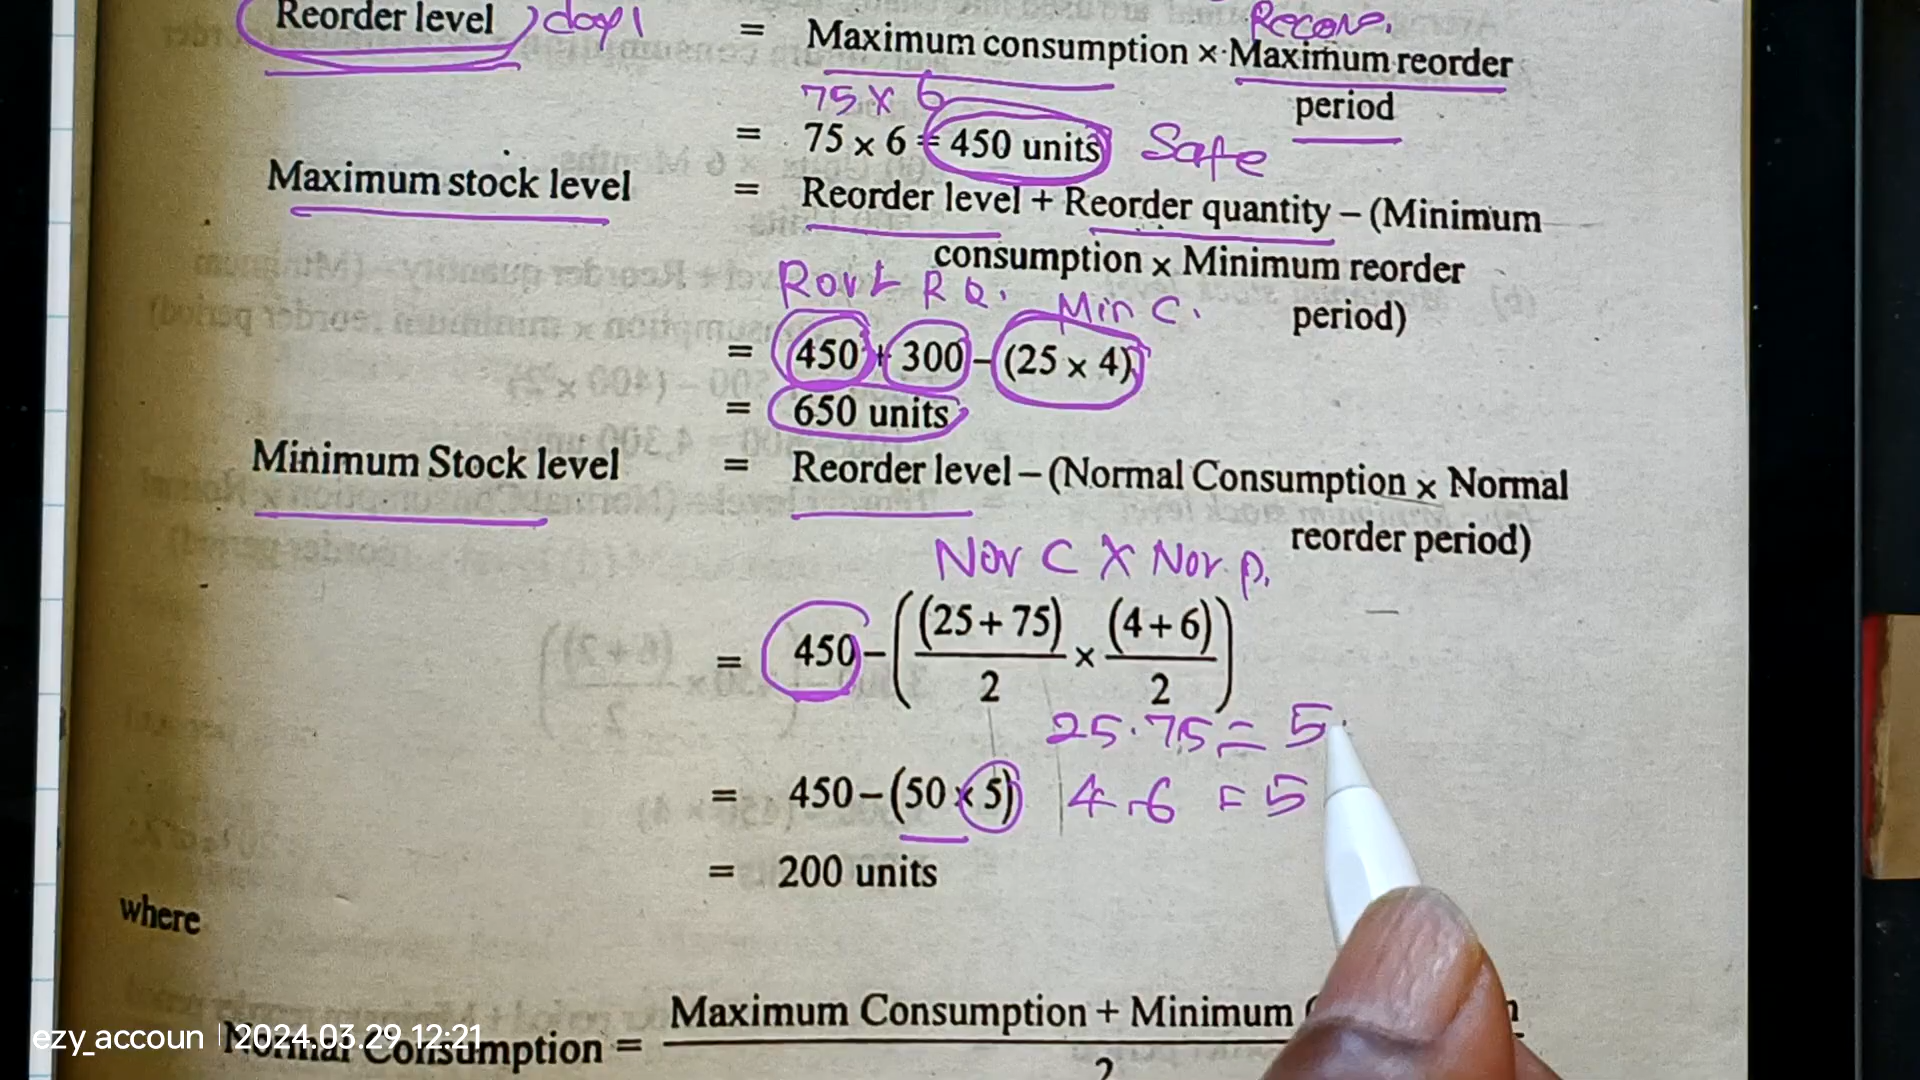 Reorder level day 1 = Maximum consumption × Maximum reorder
period
75 × 6
= 75 × 6 = 450 units Safe
Maximum stock level = Reorder level + Reorder quantity – (Minimum
consumption × Minimum reorder
period)
R Q. Min C.
= 450 + 300 – (25 × 4)
= 650 units
Minimum Stock level = Reorder level – (Normal Consumption × Normal
reorder period)
Nor C X Nor. p.
= 450 – ((25 + 75) / 2 × (4 + 6) / 2)
25.75 = 5
= 450 – (50 × 5) 4.6 = 5
= 200 units
where
Maximum Consumption + Minimum
Normal Consumption =
2
ezy_accoun | 2024.03.29 12:21